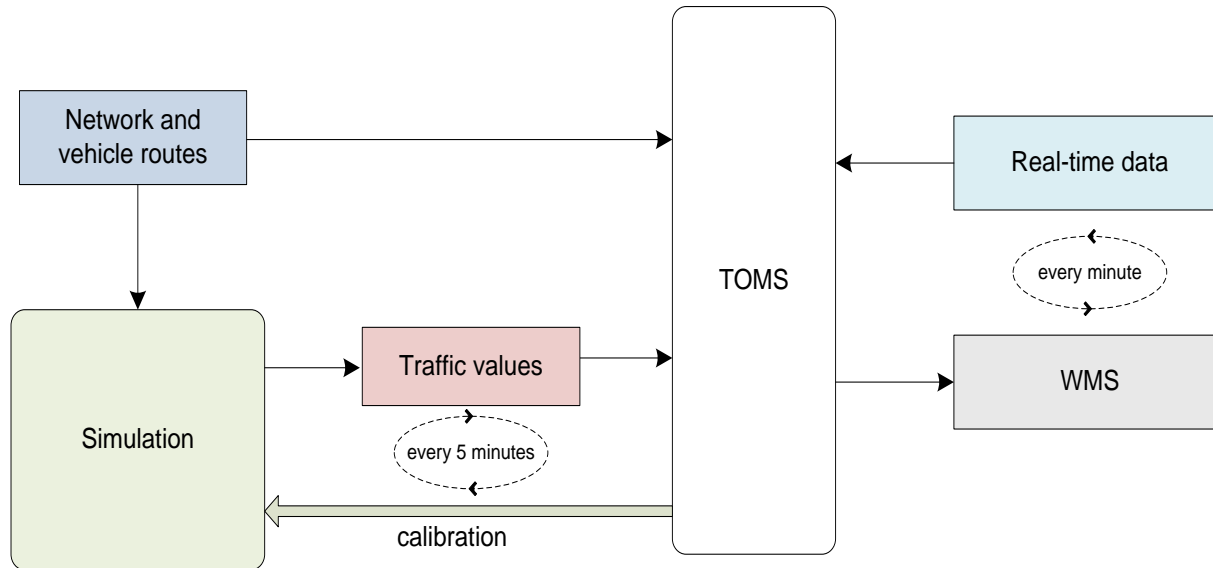 Network and
vehicle routes
Real-time data
TOMS
every minute
Traffic values
WMS
Simulation
every 5 minutes
calibration